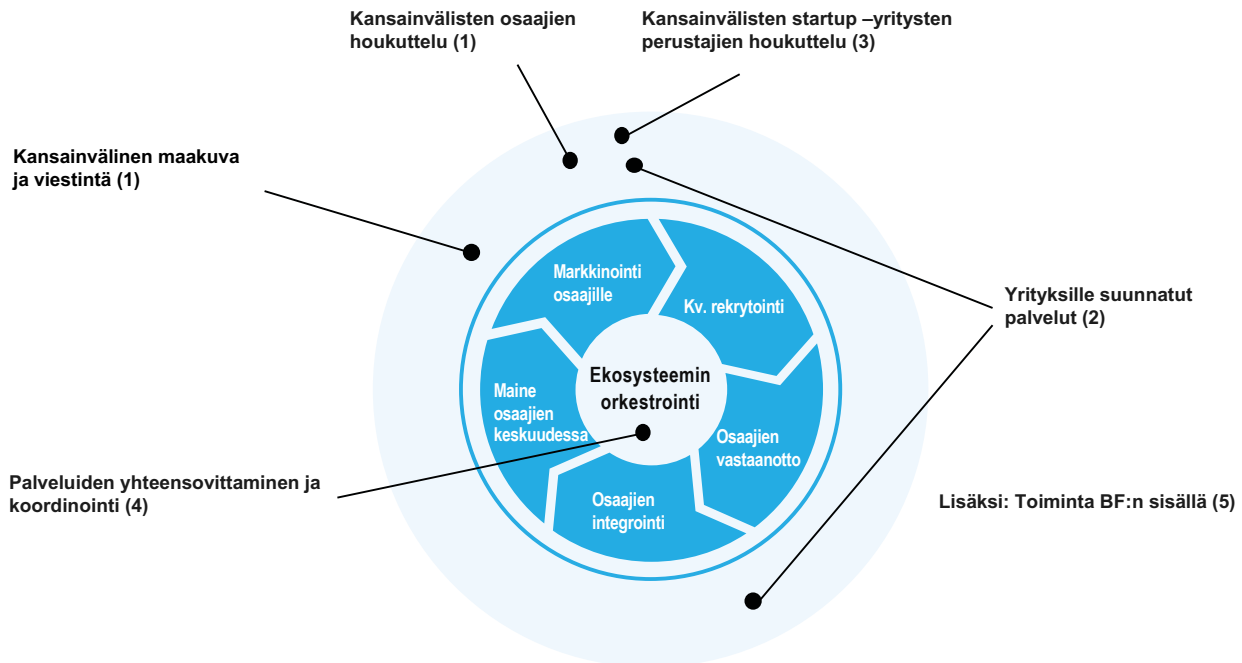 Kansainvälisten osaajien
houkuttelu (1)
Kansainvälisten startup –yritysten
perustajien houkuttelu (3)
Kansainvälinen maakuva
ja viestintä (1)
Markkinointi
osaajille
Kv. rekrytointi
Yrityksille suunnatut
palvelut (2)
Ekosysteemin
orkestrointi
Maine
osaajien
keskuudessa
Osaajien
vastaanotto
Osaajien
integrointi
Palveluiden yhteensovittaminen ja
koordinointi (4)
Lisäksi: Toiminta BF:n sisällä (5)